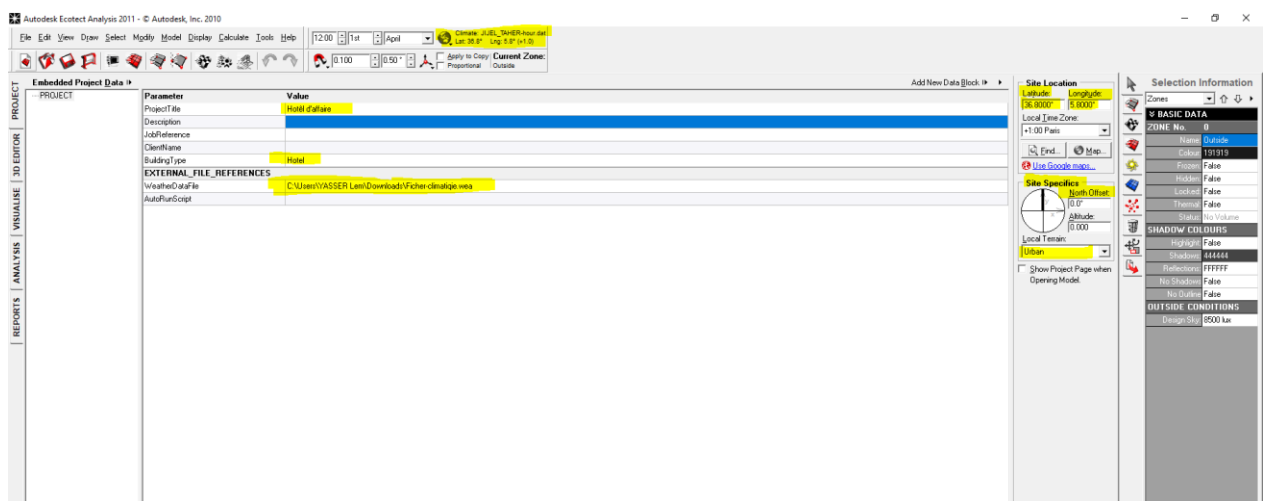 Autodesk Ecotect Analysis 2011 - © Autodesk, Inc. 2010
File Edit View Draw Select Modify Model Display Calculate Tools Help
12:00 1st April
Climate: JIJEL_TAHER-hour.dat
Lat: 36.8° Lng: 5.8° (+1.0)
0.100 0.50° Apply to Copy Current Zone:
Proportional Outside
Embedded Project Data
Add New Data Block
PROJECT
3D EDITOR
VISUALISE
ANALYSIS
REPORTS
PROJECT
Parameter Value
ProjectTitle Hotêl d'affaire
Description
JobReference
ClientName
BuildingType Hotel
EXTERNAL_FILE_REFERENCES
WeatherDataFile C:\Users\YASSER Lem\Downloads\Ficher-climatiqie.wea
AutoRunScript
Site Location
Latitude: Longityde:
36.8000° 5.8000°
Local Time Zone:
+1:00 Paris
Find... Map...
Use Google maps...
Site Specifics
North Offset:
0.0°
Altitude:
0.000
Local Terrain:
Urban
Show Project Page when
Opening Model.
Selection Information
Zones
BASIC DATA
ZONE No. 0
Name: Outside
Colour: 191919
Frozen: False
Hidden: False
Locked: False
Thermal: False
Status: No Volume
SHADOW COLOURS
Highlight: False
Shadow: 444444
Reflections: FFFFFF
No Shadow: False
No Outline: False
OUTSIDE CONDITIONS
Design Sky: 8500 lux